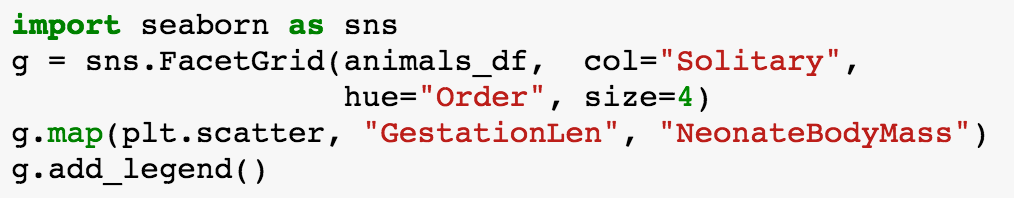 import seaborn as sns
g = sns.FacetGrid(animals_df,  col="Solitary",
                  hue="Order", size=4)
g.map(plt.scatter, "GestationLen", "NeonateBodyMass")
g.add_legend()